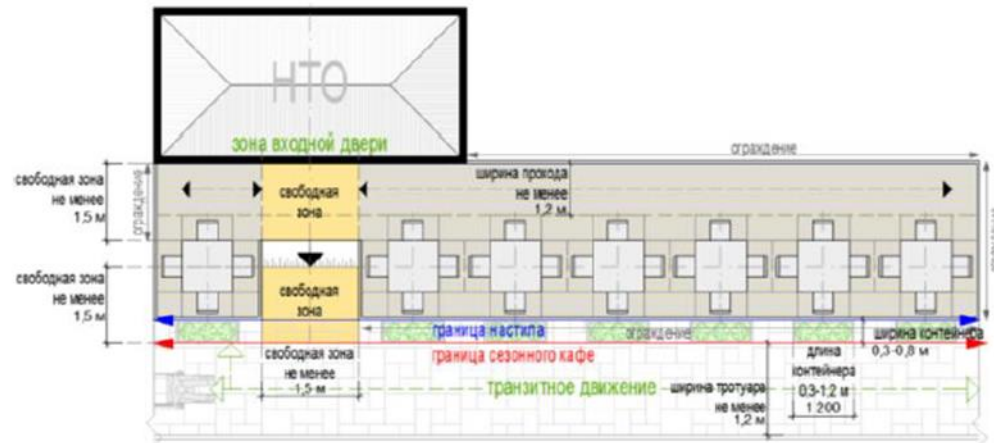 НТО
зона входной двери
ограждение
свободная зона
не менее
1,5 м
ограждение
свободная
зона
ширина прохода
не менее
1,2 м
ограждение
свободная зона
не менее
1,5 м
свободная
зона
граница настила
ограждение
ширина контейнера
0,3-0,8 м
граница сезонного кафе
свободная зона
не менее
1,5 м
транзитное движение
ширина тротуара
не менее
1,2 м
длина
контейнера
0,3-1,2 м
1 200